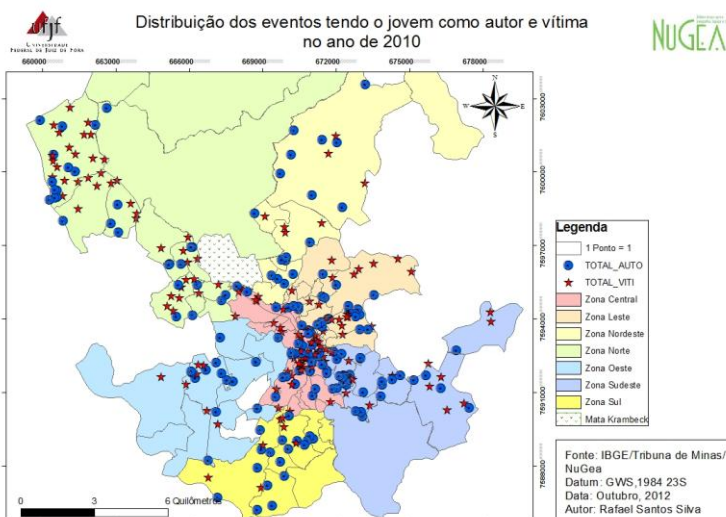 Distribuição dos eventos tendo o jovem como autor e vítima
no ano de 2010
ufjf
UNIVERSIDADE
FEDERAL DE JUIZ DE FORA
NUGEA
660000 663000 666000 669000 672000 675000 678000
7603000
7600000
7597000
7594000
7591000
7588000
N
W E
S
Legenda
1 Ponto = 1
TOTAL_AUTO
TOTAL_VITI
Zona Central
Zona Leste
Zona Nordeste
Zona Norte
Zona Oeste
Zona Sudeste
Zona Sul
Mata Krambeck
0 3 6 Quilômetros
Fonte: IBGE/Tribuna de Minas/
NuGea
Datum : GWS,1984 23S
Data: Outubro, 2012
Autor: Rafael Santos Silva